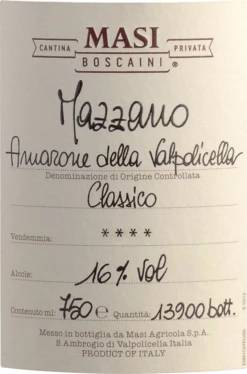 MASI
CANTINA PRIVATA
BOSCAINI ®
Mazzano
Amarone della Valpolicella
Denominazione di Origine Controllata
Classico
Vendemmia: ****
Alcole: 16% Vol
Contenuto ml: 750 e Quantità: 13900 bott.
Messo in bottiglia da Masi Agricola S.p.A.
S.Ambrogio di Valpolicella Italia
PRODUCT OF ITALY